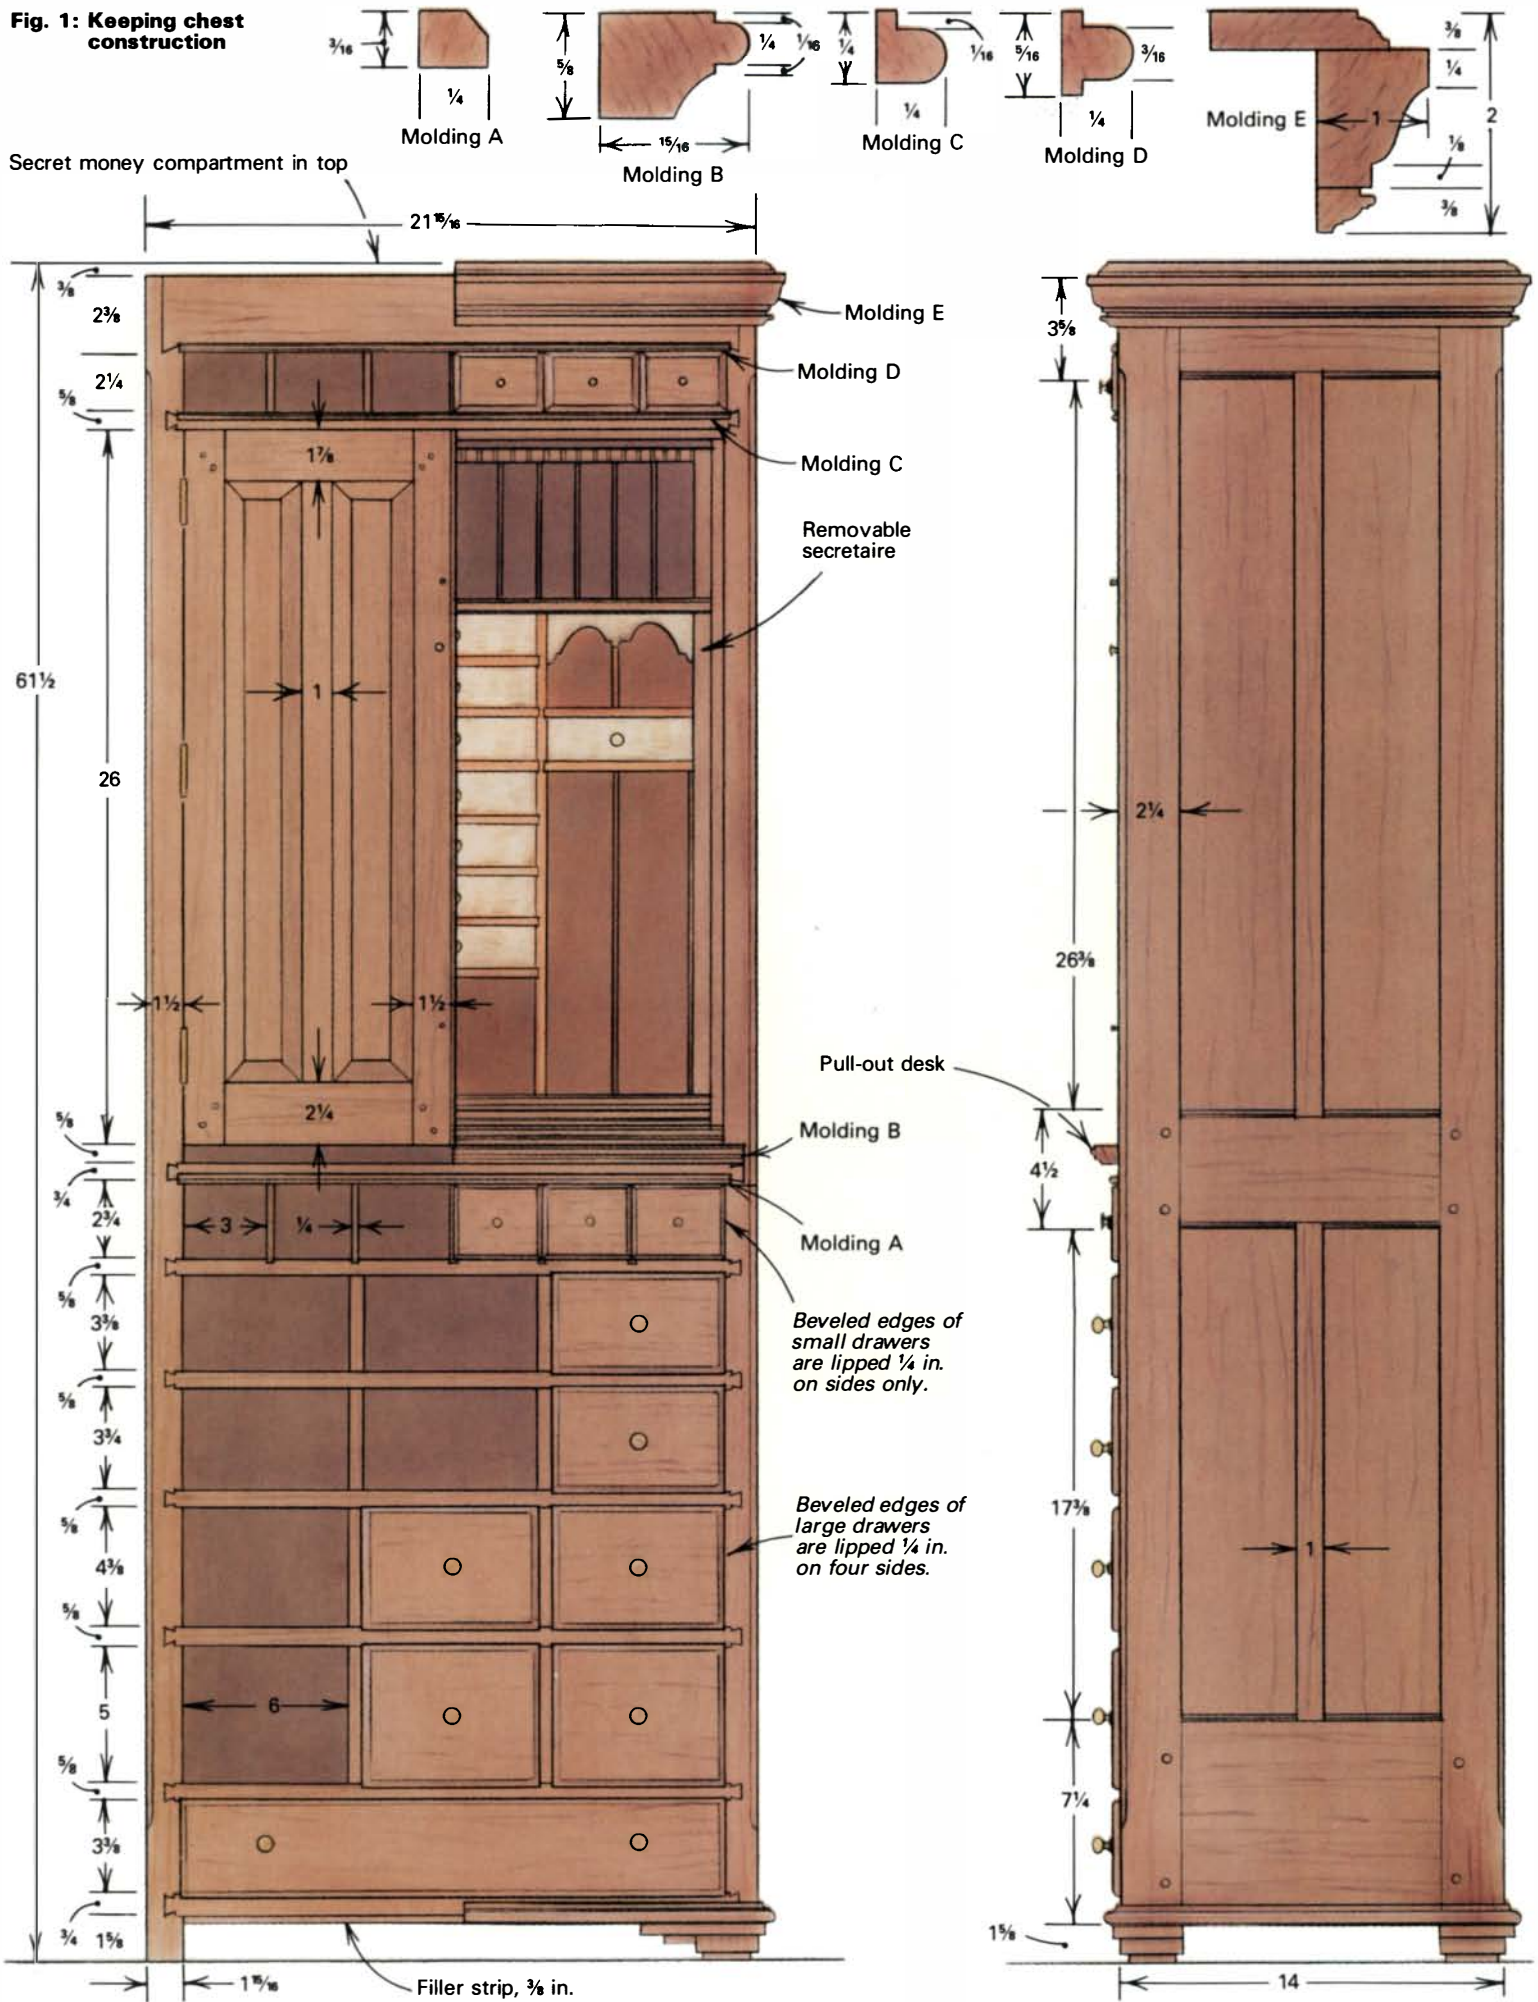 Fig. 1: Keeping chest
construction
3/16
1/4
Molding A
5/8
1/4
1/16
15/16
Molding B
1/4
1/16
1/4
Molding C
5/16
3/16
1/4
Molding D
Molding E
3/8
1/4
1
2
1/8
3/8
Secret money compartment in top
21 15/16
3/8
2 3/8
2 1/4
5/8
61 1/2
26
Molding E
Molding D
Molding C
1 7/8
Removable
secretaire
1
1 1/2
1 1/2
2 1/4
Molding B
Molding A
5/8
3/4
2 3/4
3
1/4
5/8
3 3/8
Beveled edges of
small drawers
are lipped 1/4 in.
on sides only.
5/8
3 3/4
5/8
4 3/8
Beveled edges of
large drawers
are lipped 1/4 in.
on four sides.
5/8
5
6
5/8
3 3/8
3/4
1 5/8
1 15/16
Filler strip, 3/8 in.
3 5/8
2 1/4
26 3/8
Pull-out desk
4 1/2
17 3/8
1
7 1/4
1 5/8
14